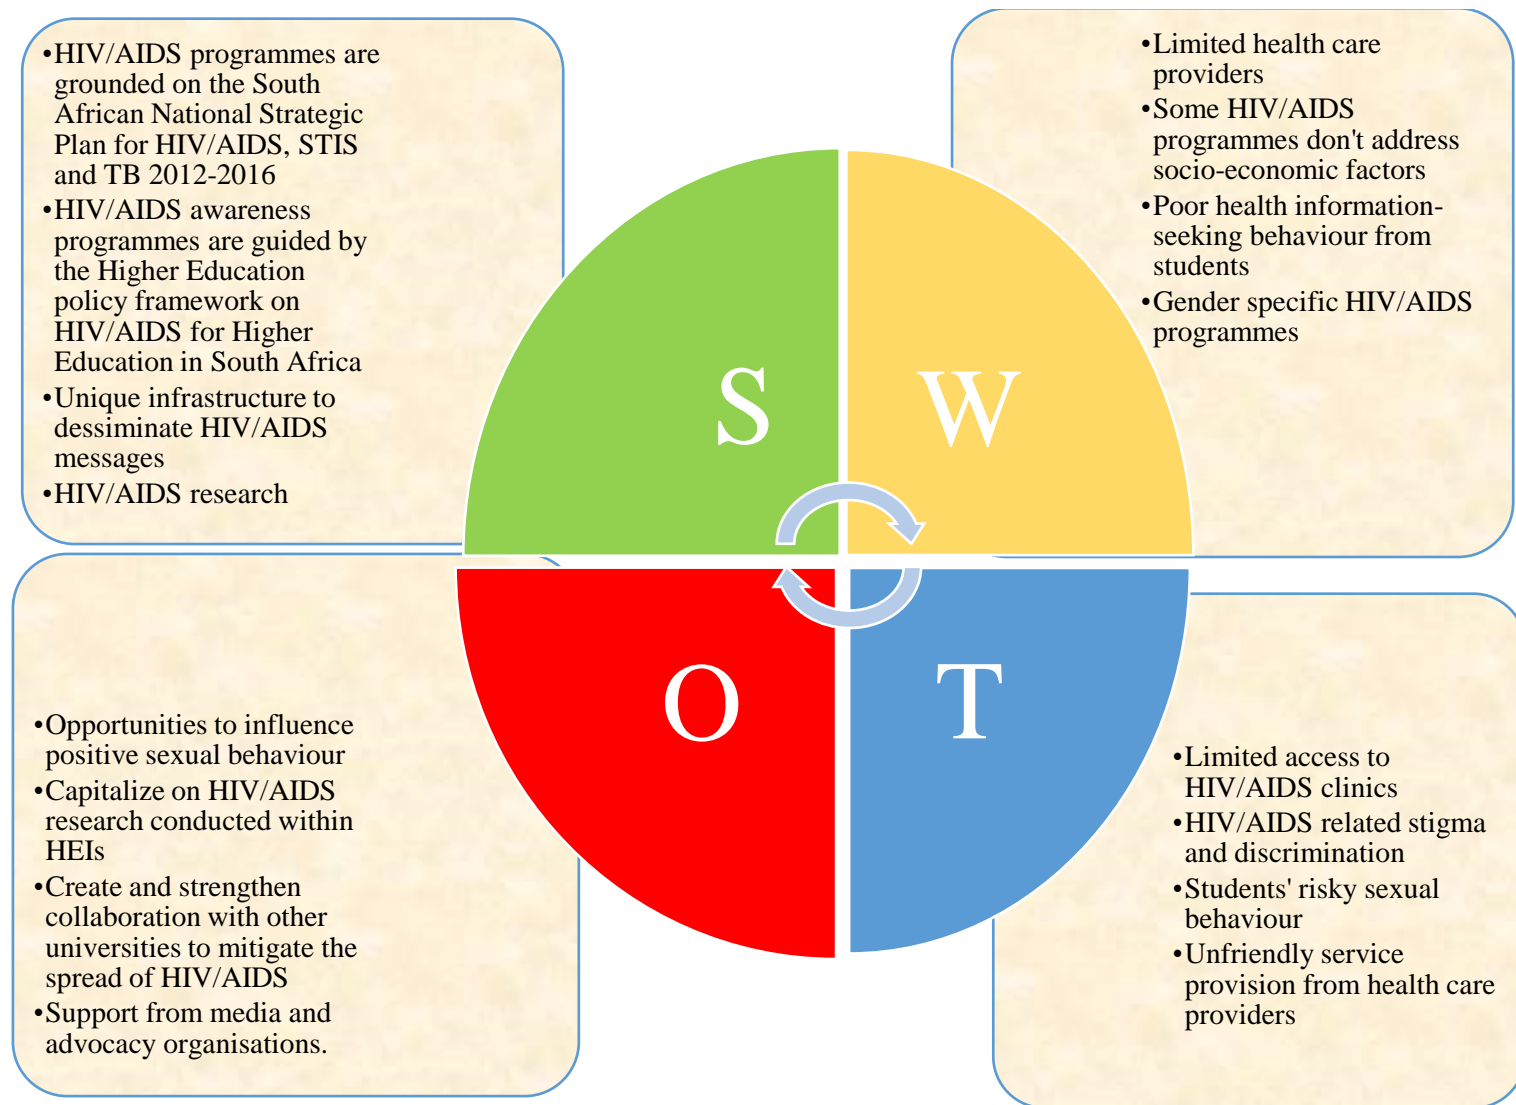 •HIV/AIDS programmes are
grounded on the South
African National Strategic
Plan for HIV/AIDS, STIS
and TB 2012-2016
•HIV/AIDS awareness
programmes are guided by
the Higher Education
policy framework on
HIV/AIDS for Higher
Education in South Africa
•Unique infrastructure to
dessiminate HIV/AIDS
messages
•HIV/AIDS research
•Limited health care
providers
•Some HIV/AIDS
programmes don't address
socio-economic factors
•Poor health information-
seeking behaviour from
students
•Gender specific HIV/AIDS
programmes
S
W
O
T
•Opportunities to influence
positive sexual behaviour
•Capitalize on HIV/AIDS
research conducted within
HEIs
•Create and strengthen
collaboration with other
universities to mitigate the
spread of HIV/AIDS
•Support from media and
advocacy organisations.
•Limited access to
HIV/AIDS clinics
•HIV/AIDS related stigma
and discrimination
•Students' risky sexual
behaviour
•Unfriendly service
provision from health care
providers